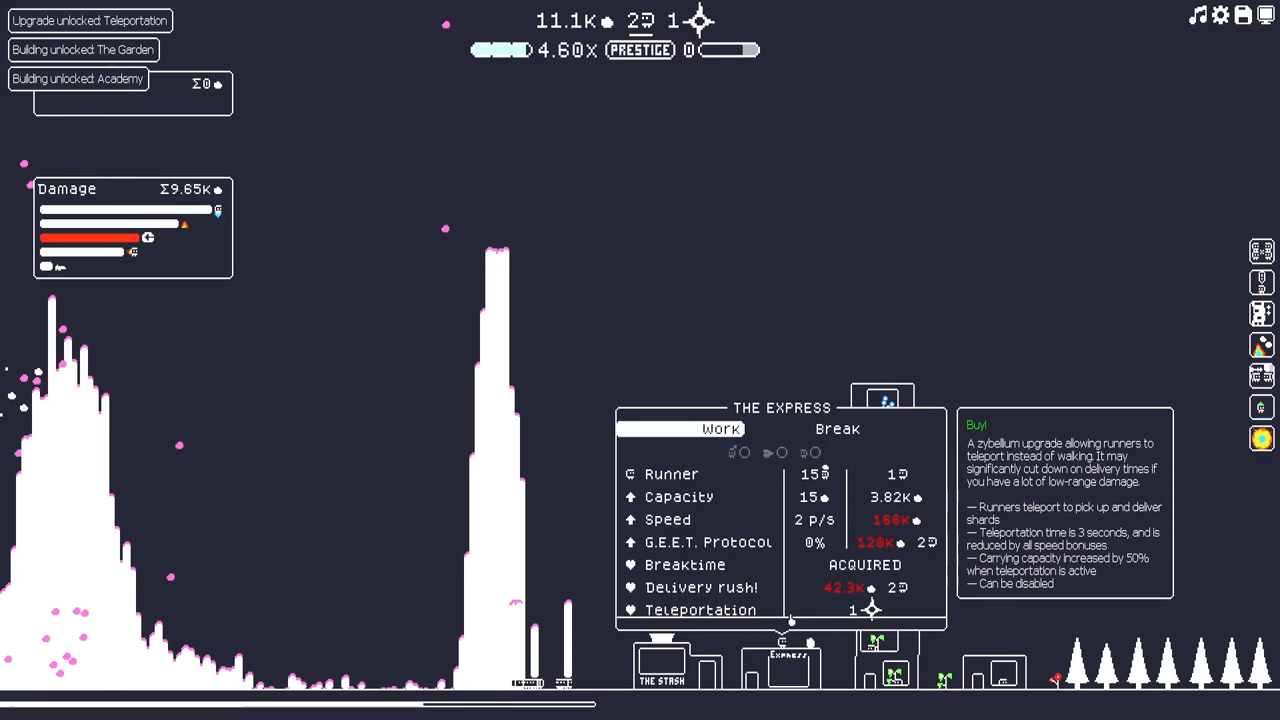 Upgrade unlocked: Teleportation
Building unlocked: The Garden
Building unlocked: Academy
11.1K 2 1
4.60x PRESTIGE 0
Σ0
Damage Σ9.65K
THE EXPRESS
Work Break
Runner 15 1
Capacity 15 3.82K
Speed 2 p/s 166K
G.E.E.T. Protocol 0% 120K 2
Breaktime ACQUIRED
Delivery rush! 42.3K 2
Teleportation 1
Buy!
A zybellium upgrade allowing runners to
teleport instead of walking. It may
significantly cut down on delivery times if
you have a lot of low-range damage.
— Runners teleport to pick up and deliver
shards
— Teleportation time is 3 seconds, and is
reduced by all speed bonuses
— Carrying capacity increased by 50%
when teleportation is active
— Can be disabled
THE STASH
EXPRESS